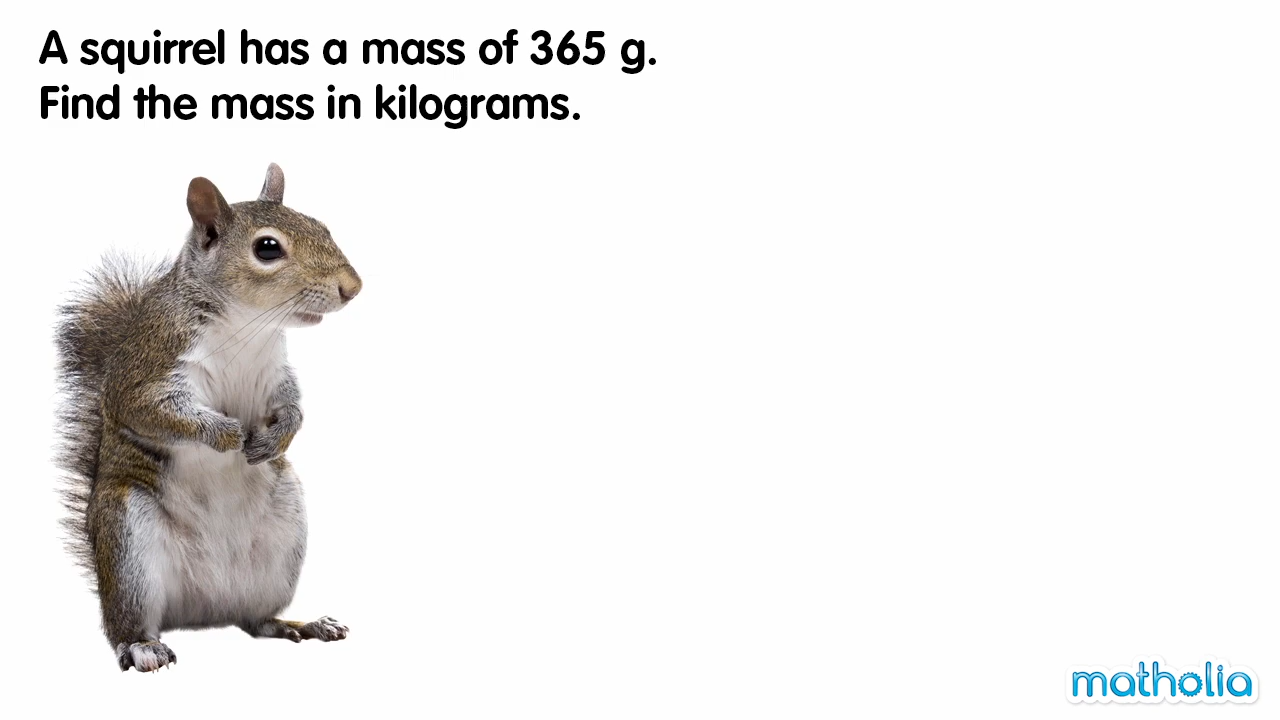 A squirrel has a mass of 365 g.
Find the mass in kilograms.
matholia